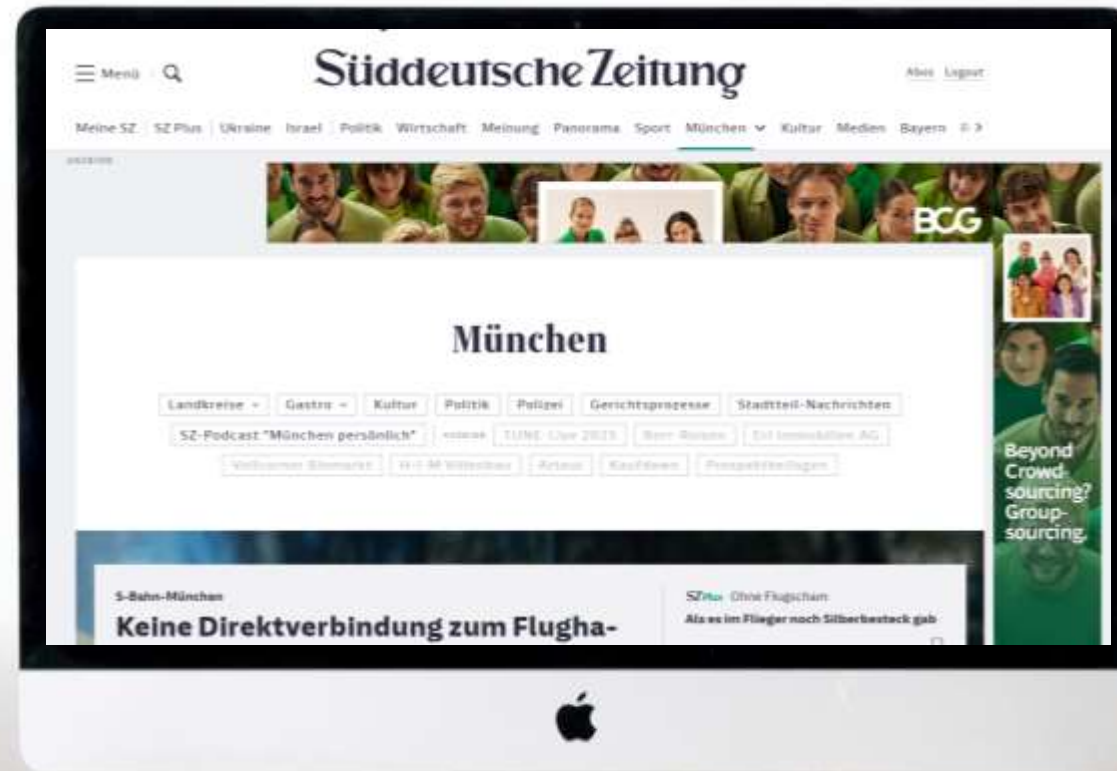 Menü
Süddeutsche Zeitung
Abos Logout
Meine SZ SZ Plus Ukraine Israel Politik Wirtschaft Meinung Panorama Sport München Kultur Medien Bayern
ANZEIGE
BCG
München
Landkreise Gastro Kultur Politik Polizei Gerichtsprozesse Stadtteil-Nachrichten
SZ-Podcast "München persönlich"
Beyond
Crowd-
sourcing?
Group-
sourcing.
S-Bahn-München
Keine Direktverbindung zum Flugha-
SZ Plus Ohne Flugscham
Als es im Flieger noch Silberbesteck gab